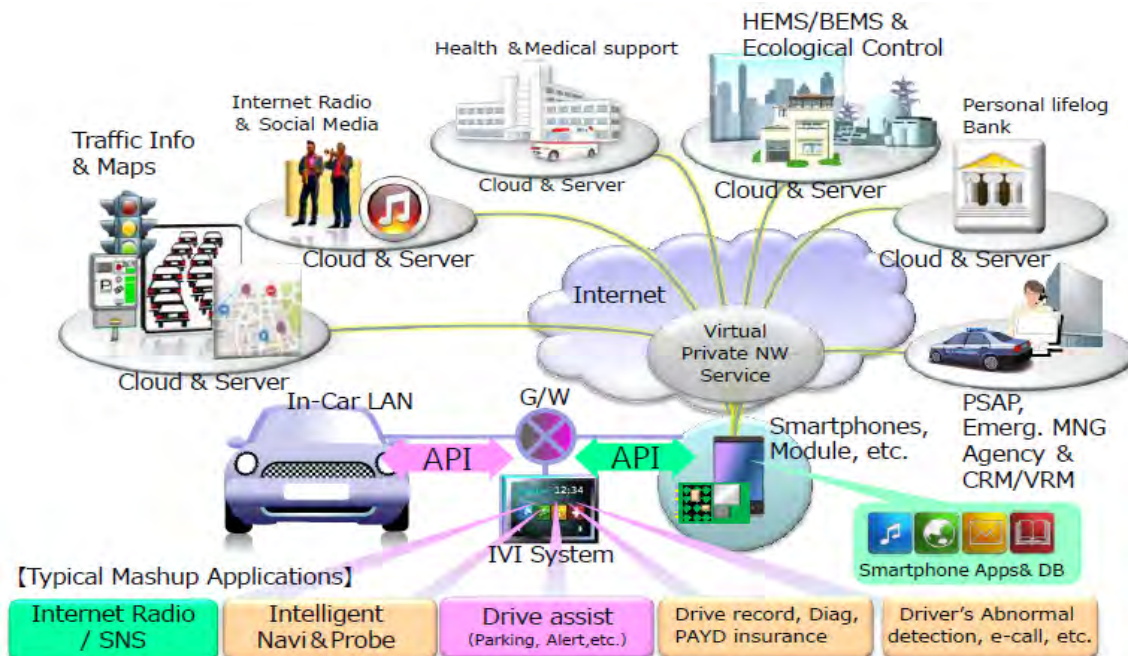 HEMS/BEMS &
Ecological Control
Health &Medical support
Personal lifelog
Bank
Internet Radio
& Social Media
Traffic Info
& Maps
Cloud & Server
Cloud & Server
Cloud & Server
Cloud & Server
Cloud & Server
Internet
Virtual
Private NW
Service
In-Car LAN
G/W
API
API
Smartphones,
Module, etc.
PSAP,
Emerg. MNG
Agency &
CRM/VRM
12:34
IVI System
Smartphone Apps& DB
【Typical Mashup Applications】
Internet Radio
/ SNS
Intelligent
Navi&Probe
Drive assist
(Parking, Alert,etc.)
Drive record, Diag,
PAYD insurance
Driver's Abnormal
detection, e-call, etc.